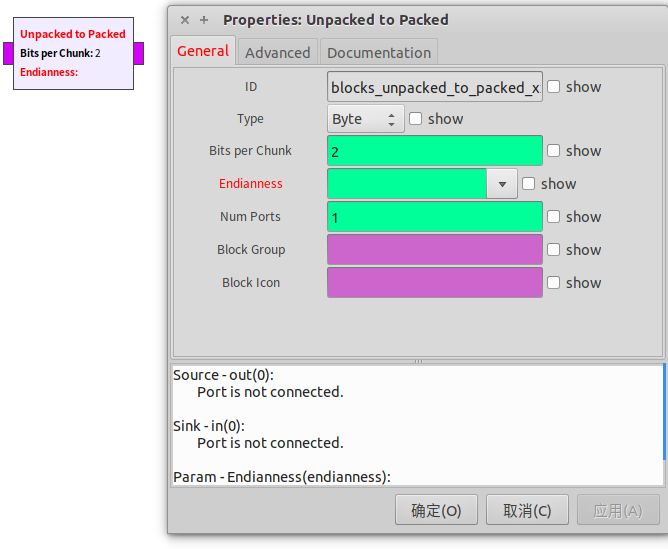 Unpacked to Packed
Bits per Chunk: 2
Endianness:
Properties: Unpacked to Packed
General Advanced Documentation
ID blocks_unpacked_to_packed_x show
Type Byte show
Bits per Chunk 2 show
Endianness show
Num Ports 1 show
Block Group show
Block Icon show
Source - out(0):
Port is not connected.
Sink - in(0):
Port is not connected.
Param - Endianness(endianness):
确定(O) 取消(C) 应用(A)